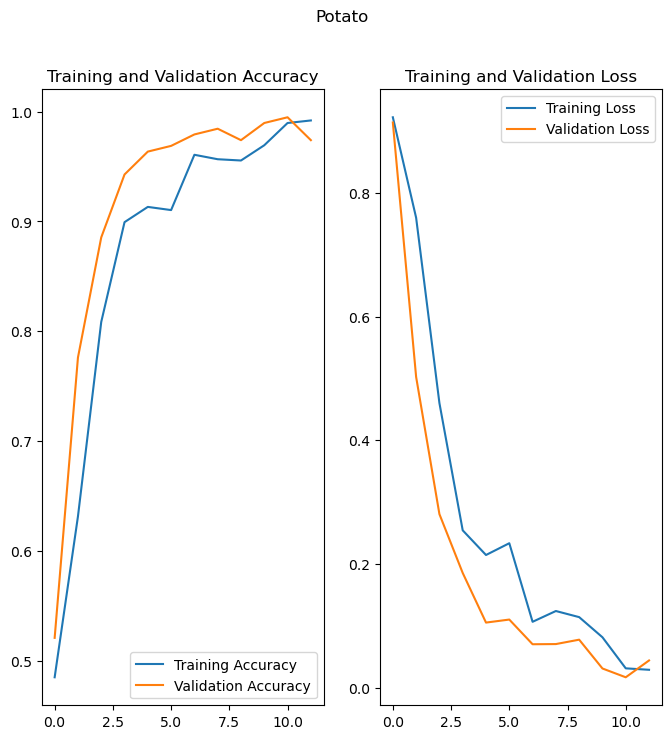 Potato
Training and Validation Accuracy
1.0
0.9
0.8
0.7
0.6
0.5
0.0 2.5 5.0 7.5 10.0
Training Accuracy
Validation Accuracy
Training and Validation Loss
Training Loss
Validation Loss
0.8
0.6
0.4
0.2
0.0
0.0 2.5 5.0 7.5 10.0